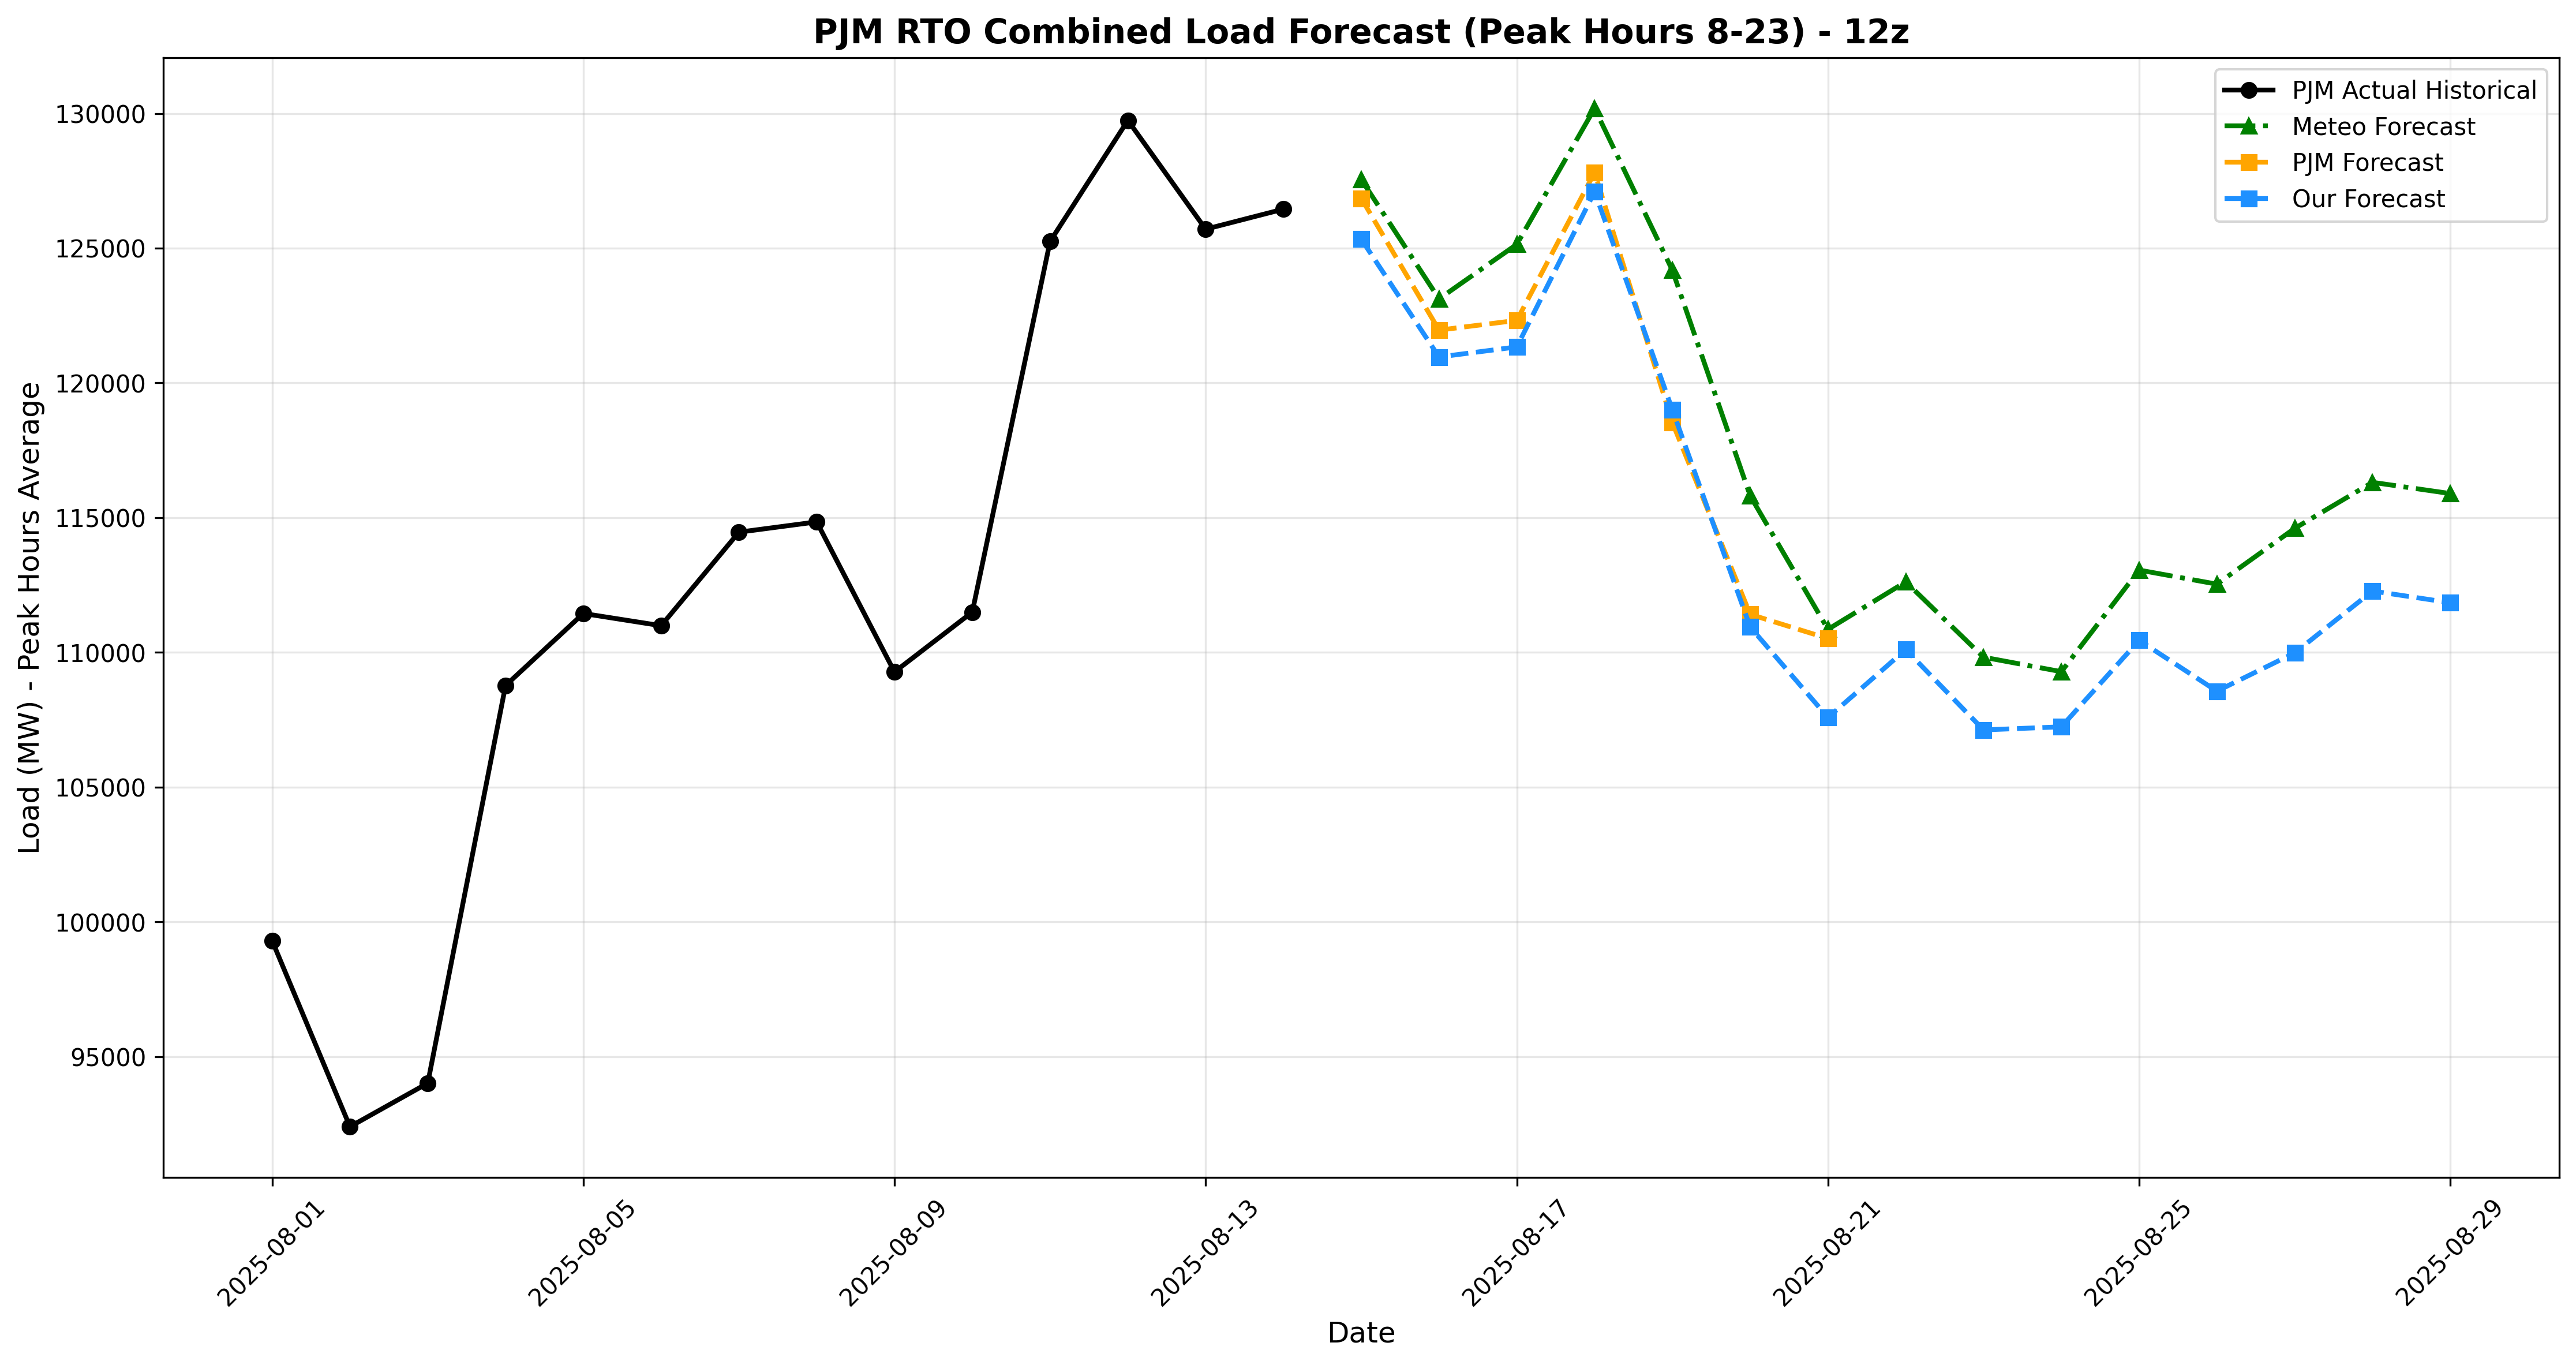 PJM RTO Combined Load Forecast (Peak Hours 8-23) - 12z
PJM Actual Historical
Meteo Forecast
PJM Forecast
Our Forecast
Load (MW) - Peak Hours Average
130000
125000
120000
115000
110000
105000
100000
95000
2025-08-01
2025-08-05
2025-08-09
2025-08-13
2025-08-17
2025-08-21
2025-08-25
2025-08-29
Date